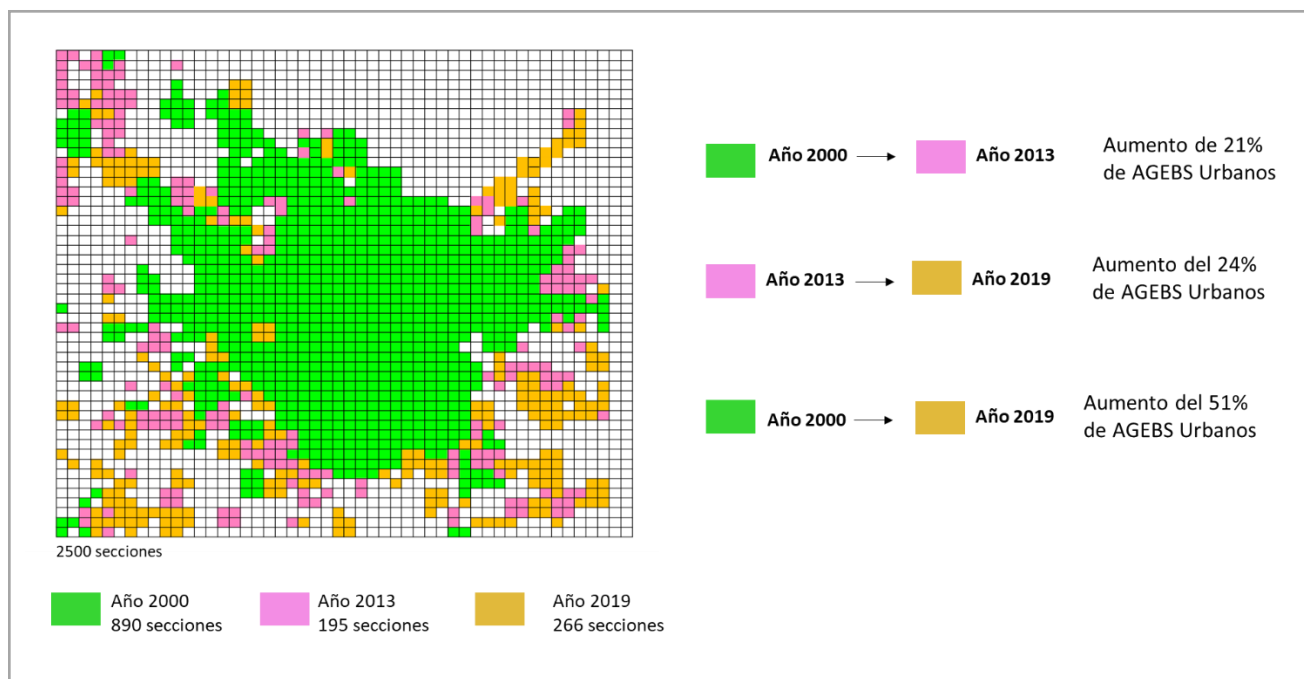 2500 secciones
Año 2000
890 secciones
Año 2013
195 secciones
Año 2019
266 secciones
Año 2000
Año 2013
Aumento de 21%
de AGEBS Urbanos
Año 2013
Año 2019
Aumento del 24%
de AGEBS Urbanos
Año 2000
Año 2019
Aumento del 51%
de AGEBS Urbanos